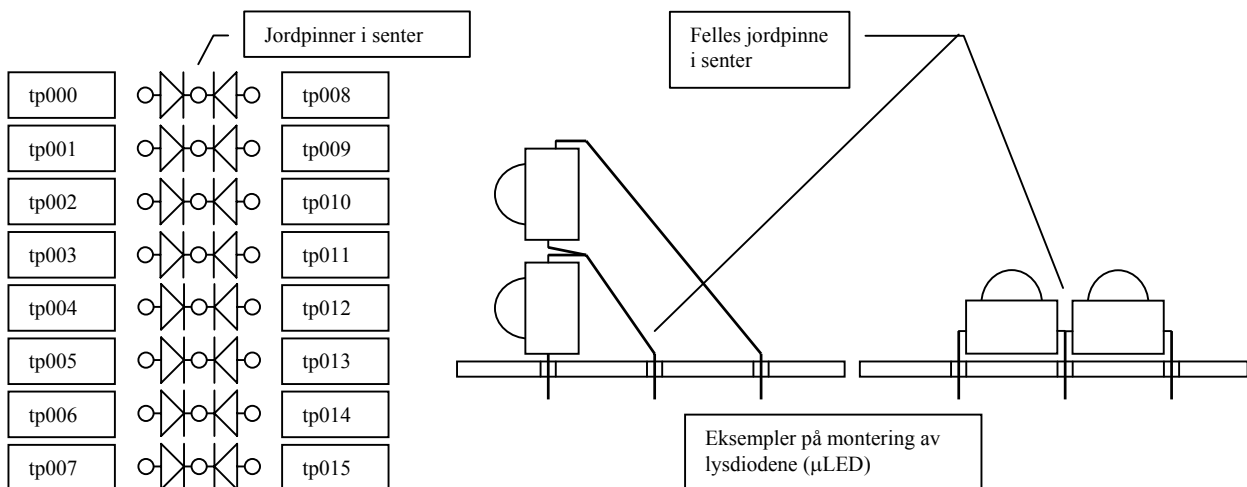 Jordpinner i senter
Felles jordpinne
i senter
tp000
tp008
tp001
tp009
tp002
tp010
tp003
tp011
tp004
tp012
tp005
tp013
tp006
tp014
tp007
tp015
Eksempler på montering av
lysdiodene (µLED)